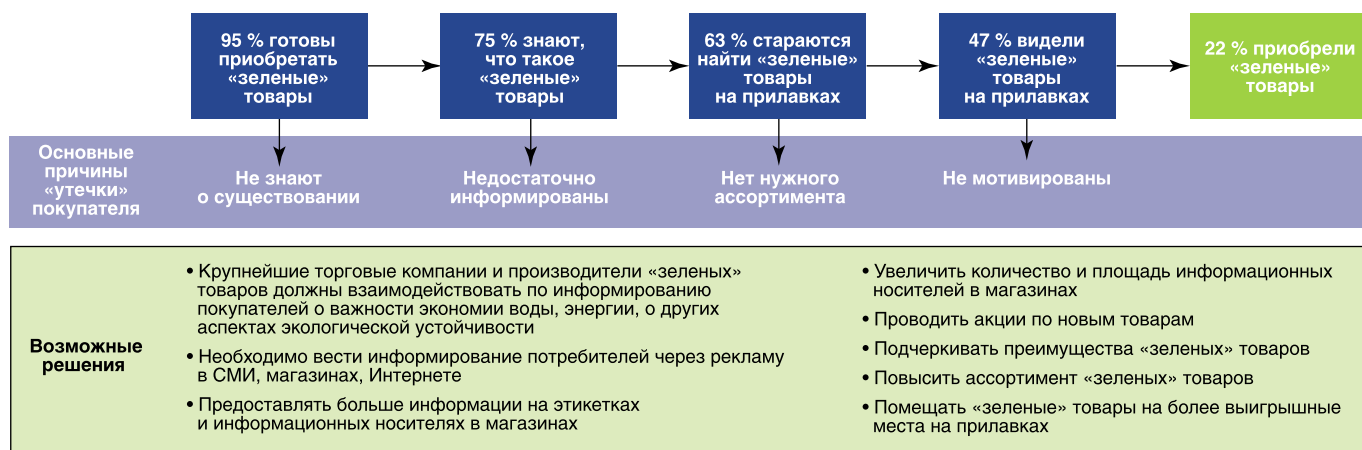 95 % готовы
приобретать
«зеленые»
товары
75 % знают,
что такое
«зеленые»
товары
63 % стараются
найти «зеленые»
товары
на прилавках
47 % видели
«зеленые»
товары
на прилавках
22 % приобрели
«зеленые»
товары
Основные
причины
«утечки»
покупателя
Не знают
о существовании
Недостаточно
информированы
Нет нужного
ассортимента
Не мотивированы
Возможные
решения
• Крупнейшие торговые компании и производители «зеленых»
товаров должны взаимодействовать по информированию
покупателей о важности экономии воды, энергии, о других
аспектах экологической устойчивости
• Необходимо вести информирование потребителей через рекламу
в СМИ, магазинах, Интернете
• Предоставлять больше информации на этикетках
и информационных носителях в магазинах
• Увеличить количество и площадь информационных
носителей в магазинах
• Проводить акции по новым товарам
• Подчеркивать преимущества «зеленых» товаров
• Повысить ассортимент «зеленых» товаров
• Помещать «зеленые» товары на более выигрышные
места на прилавках